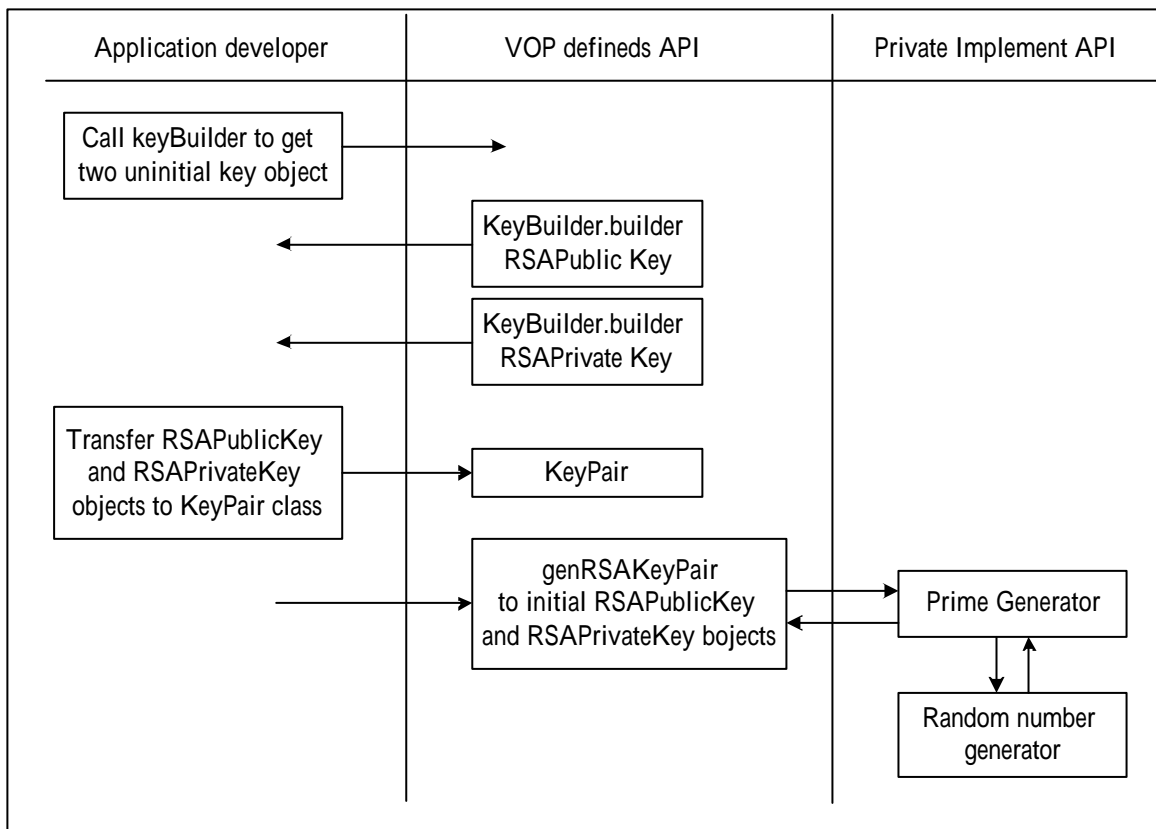 Application developer
VOP defineds API
Private Implement API
Call keyBuilder to get
two uninitial key object
KeyBuilder.builder
RSAPublic Key
KeyBuilder.builder
RSAPrivate Key
Transfer RSAPublicKey
and RSAPrivateKey
objects to KeyPair class
KeyPair
genRSAKeyPair
to initial RSAPublicKey
and RSAPrivateKey bojects
Prime Generator
Random number
generator